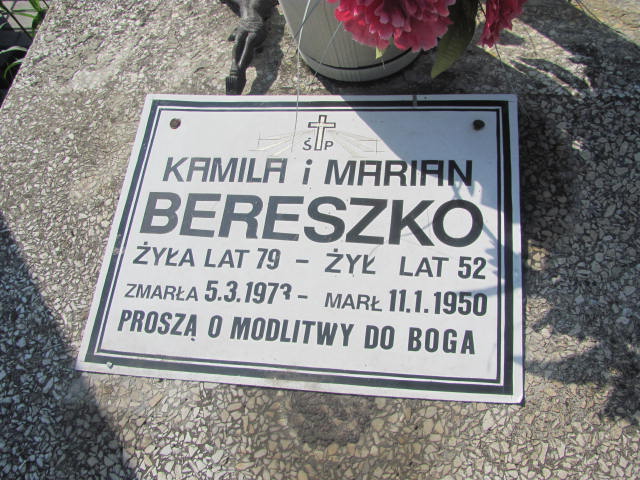 Ś P
KAMILA i MARIAN
BERESZKO
ŻYŁA LAT 79 – ŻYŁ LAT 52
ZMARŁA 5.3.1973 – MARŁ 11.1.1950
PROSZĄ O MODLITWY DO BOGA